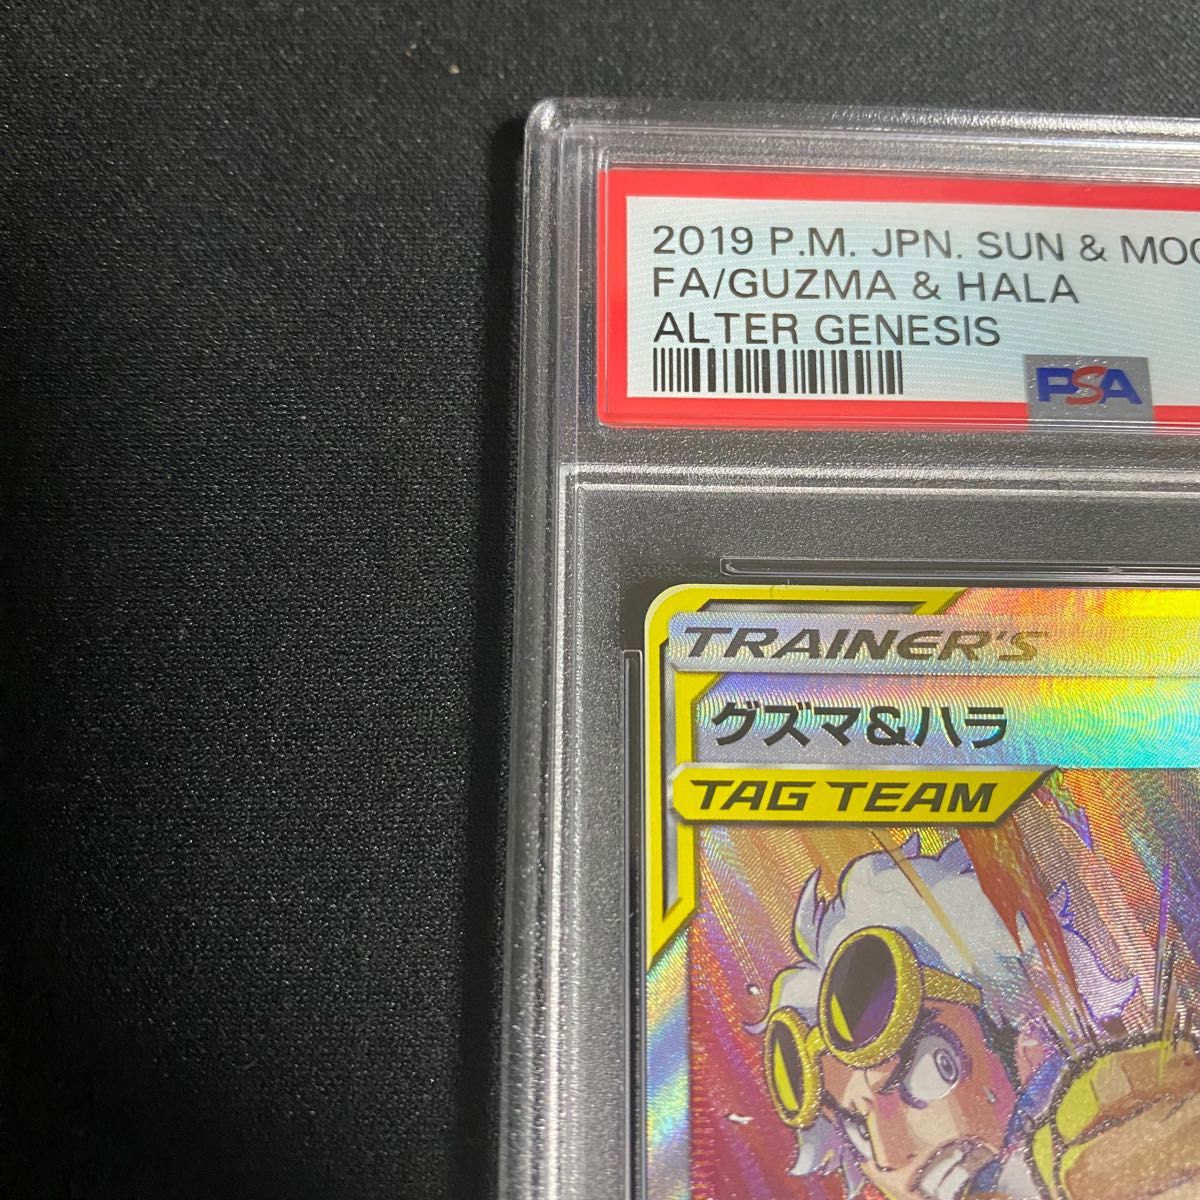 2019 P.M. JPN. SUN & MOO
FA/GUZMA & HALA
ALTER GENESIS
PSA
TRAINER'S
グズマ&ハラ
TAG TEAM